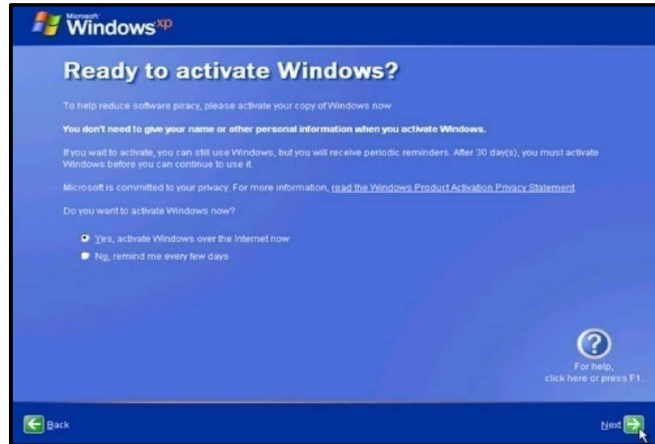 Microsoft
Windows xp
Ready to activate Windows?
To help reduce software piracy, please activate your copy of Windows now.
You don't need to give your name or other personal information when you activate Windows.
If you wait to activate, you can still use Windows, but you will receive periodic reminders. After 30 day(s), you must activate
Windows before you can continue to use it.
Microsoft is committed to your privacy. For more information, read the Windows Product Activation Privacy Statement.
Do you want to activate Windows now?
Yes, activate Windows over the Internet now
No, remind me every few days
For help,
click here or press F1.
Back
Next